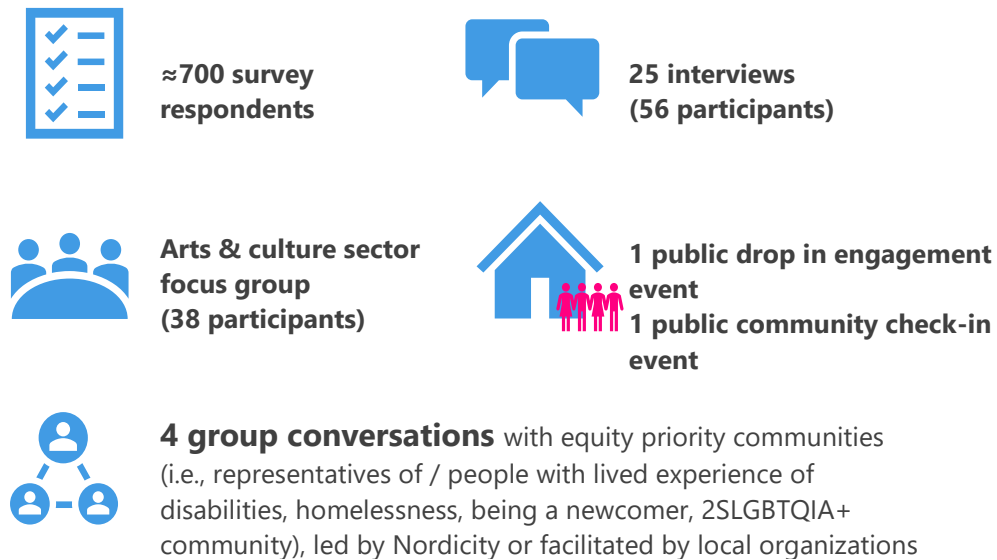 ≈700 survey
respondents
25 interviews
(56 participants)
Arts & culture sector
focus group
(38 participants)
1 public drop in engagement
event
1 public community check-in
event
4 group conversations with equity priority communities
(i.e., representatives of / people with lived experience of
disabilities, homelessness, being a newcomer, 2SLGBTQIA+
community), led by Nordicity or facilitated by local organizations